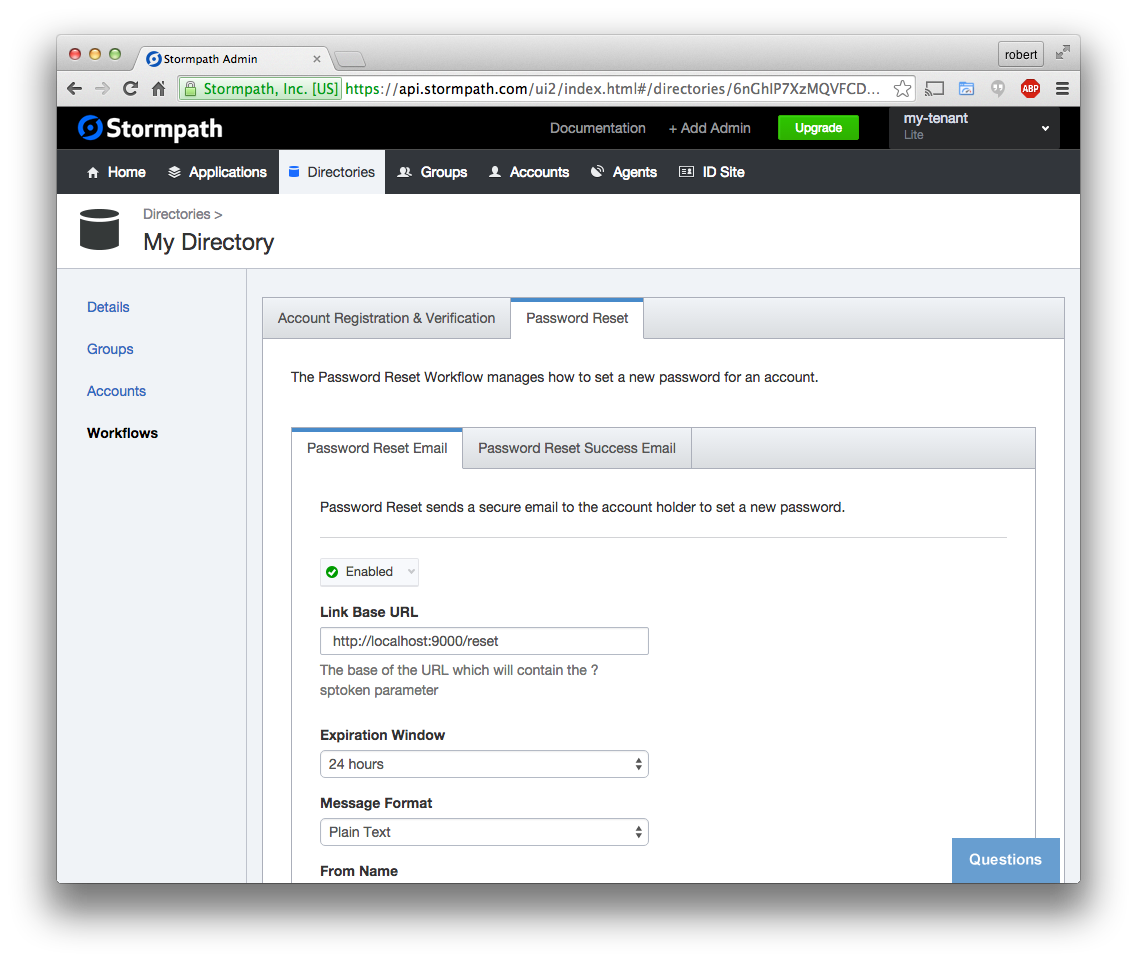 Stormpath Admin
robert
Stormpath, Inc. [US] https://api.stormpath.com/ui2/index.html#/directories/6nGhIP7XzMQVFCD...
ABP
Stormpath
Documentation
+ Add Admin
Upgrade
my-tenant
Lite
Home
Applications
Directories
Groups
Accounts
Agents
ID Site
Directories >
My Directory
Details
Groups
Accounts
Workflows
Account Registration & Verification
Password Reset
The Password Reset Workflow manages how to set a new password for an account.
Password Reset Email
Password Reset Success Email
Password Reset sends a secure email to the account holder to set a new password.
Enabled
Link Base URL
http://localhost:9000/reset
The base of the URL which will contain the ?
sptoken parameter
Expiration Window
24 hours
Message Format
Plain Text
From Name
Questions